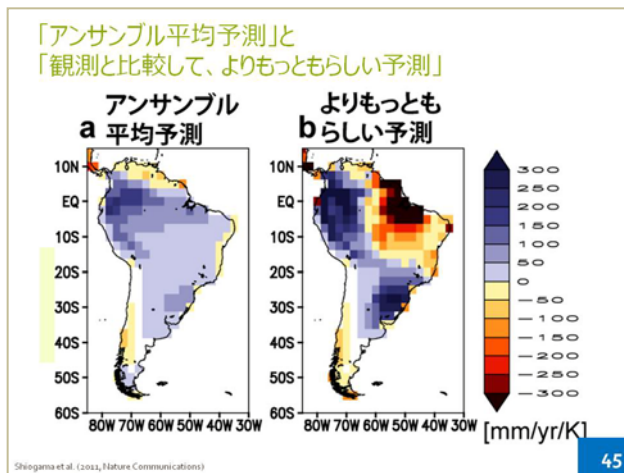 「アンサンブル平均予測」と
「観測と比較して、よりもっともらしい予測」
アンサンブル
a 平均予測
よりもっとも
b らしい予測
10N
EQ
10S
20S
30S
40S
50S
60S
80W 70W 60W 50W 40W 30W
10N
EQ
10S
20S
30S
40S
50S
60S
80W 70W 60W 50W 40W 30W
300
250
200
150
100
50
0
-50
-100
-150
-200
-250
-300
[mm/yr/K]
Shiogama et al. (2011, Nature Communications)
45